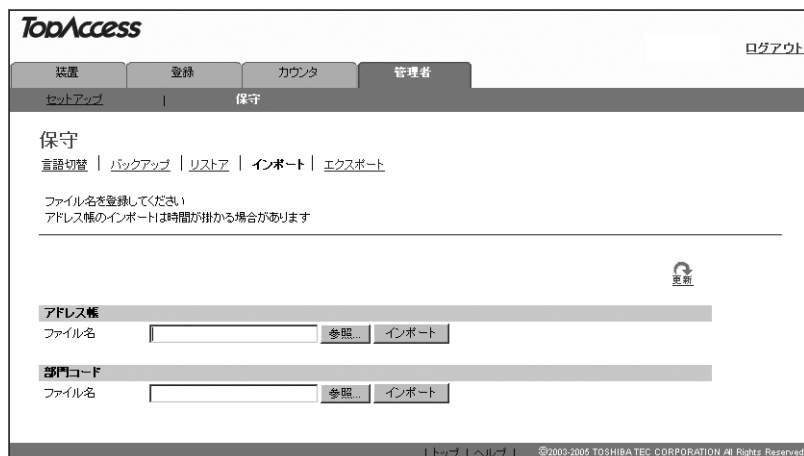 TopAccess
ログアウト
装置 登録 カウンタ 管理者
セットアップ | 保守
保守
言語切替 | バックアップ | リストア | インポート | エクスポート
ファイル名を登録してください
アドレス帳のインポートは時間が掛かる場合があります
更新
アドレス帳
ファイル名 参照... インポート
部門コード
ファイル名 参照... インポート
| トップ | ヘルプ | ©2003-2005 TOSHIBA TEC CORPORATION All Rights Reserved